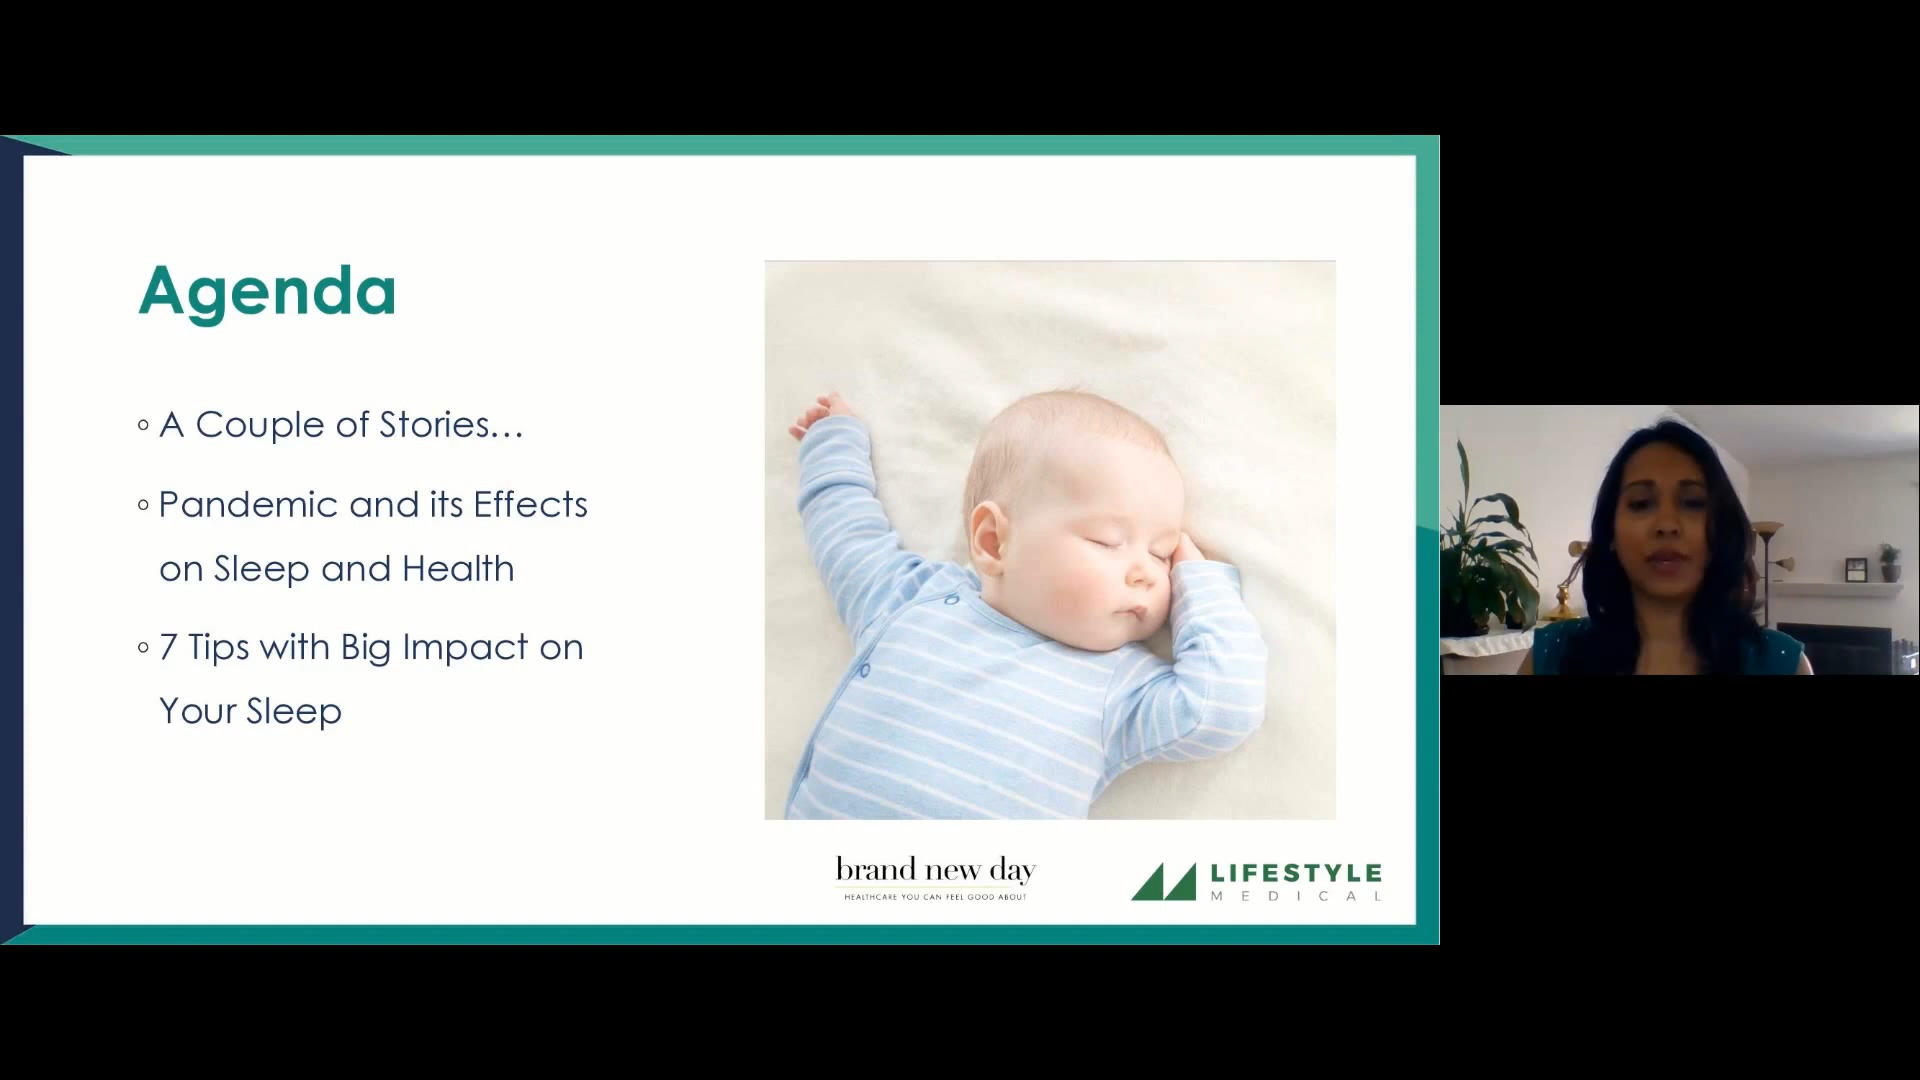 Agenda
◦ A Couple of Stories...
◦ Pandemic and its Effects
on Sleep and Health
◦ 7 Tips with Big Impact on
Your Sleep
brand new day
HEALTHCARE YOU CAN FEEL GOOD ABOUT
LIFESTYLE
MEDICAL